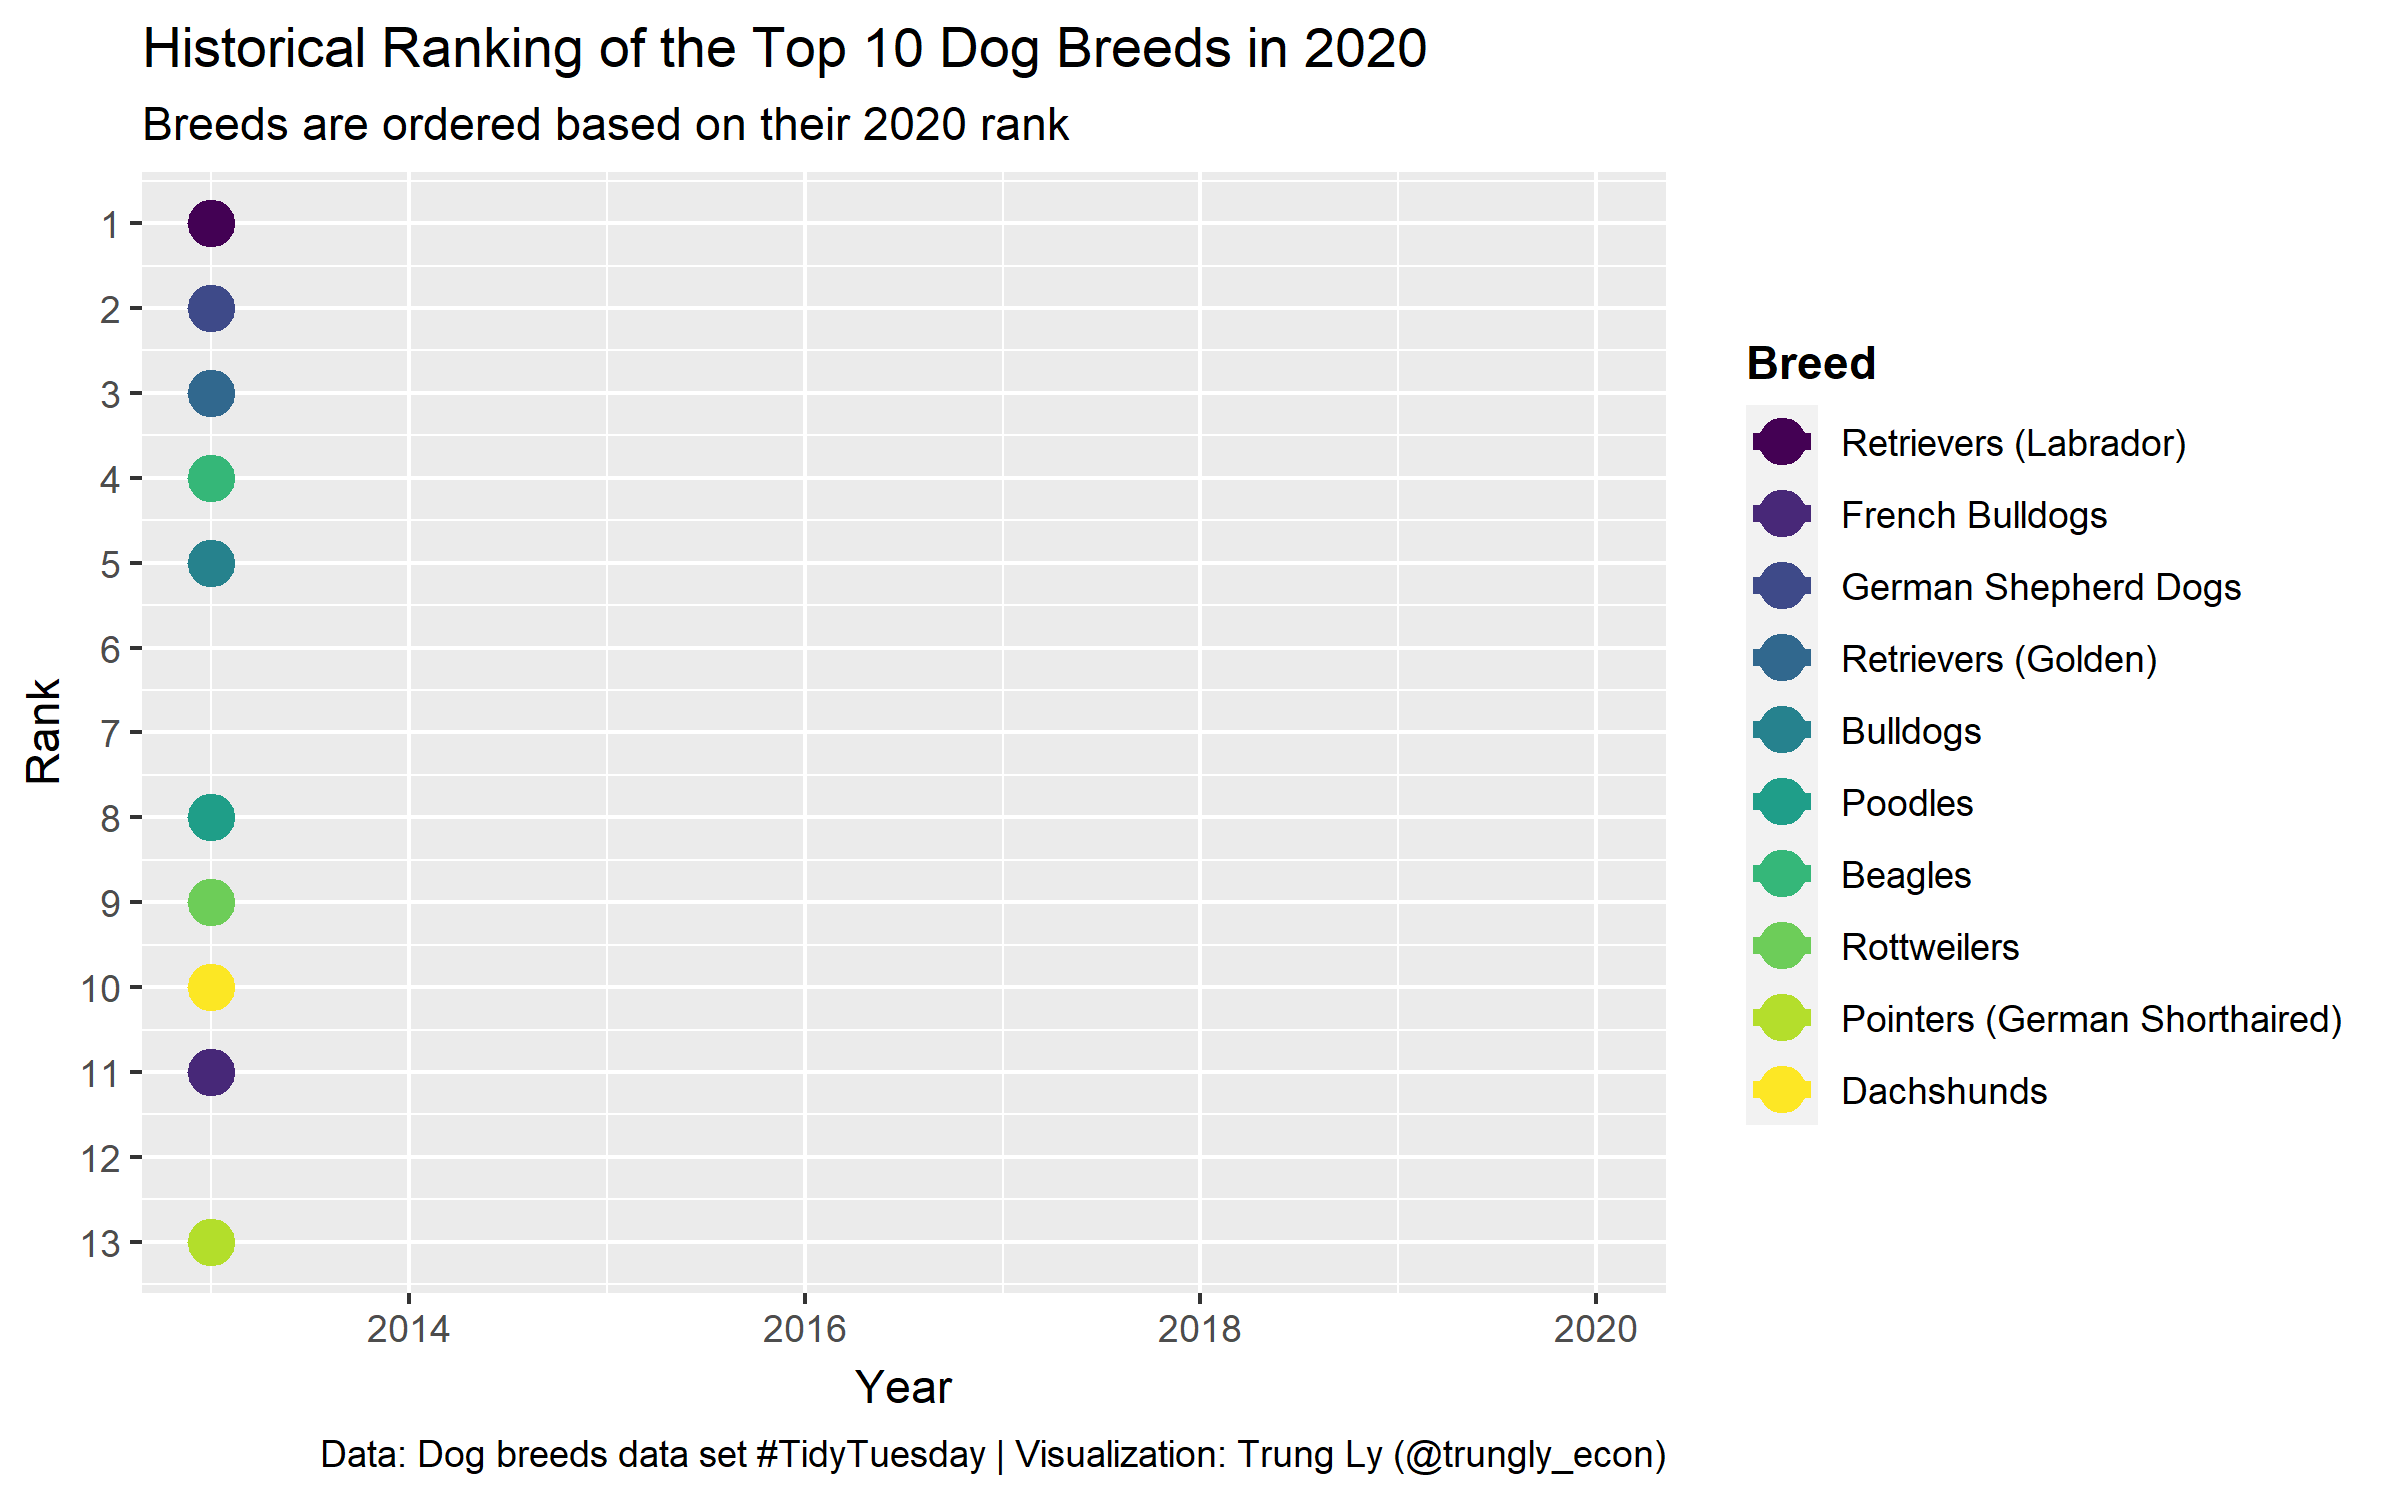 Historical Ranking of the Top 10 Dog Breeds in 2020
Breeds are ordered based on their 2020 rank
1
2
3
4
5
6
7
8
9
10
11
12
13
Rank
2014
2016
2018
2020
Year
Breed
Retrievers (Labrador)
French Bulldogs
German Shepherd Dogs
Retrievers (Golden)
Bulldogs
Poodles
Beagles
Rottweilers
Pointers (German Shorthaired)
Dachshunds
Data: Dog breeds data set #TidyTuesday | Visualization: Trung Ly (@trungly_econ)